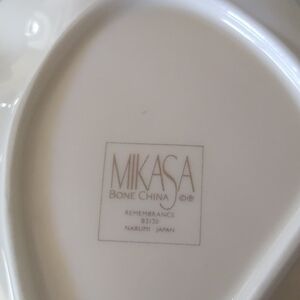 MIKASA
BONE CHINA ©®
REMEMBRANCE
NARUMI JAPAN